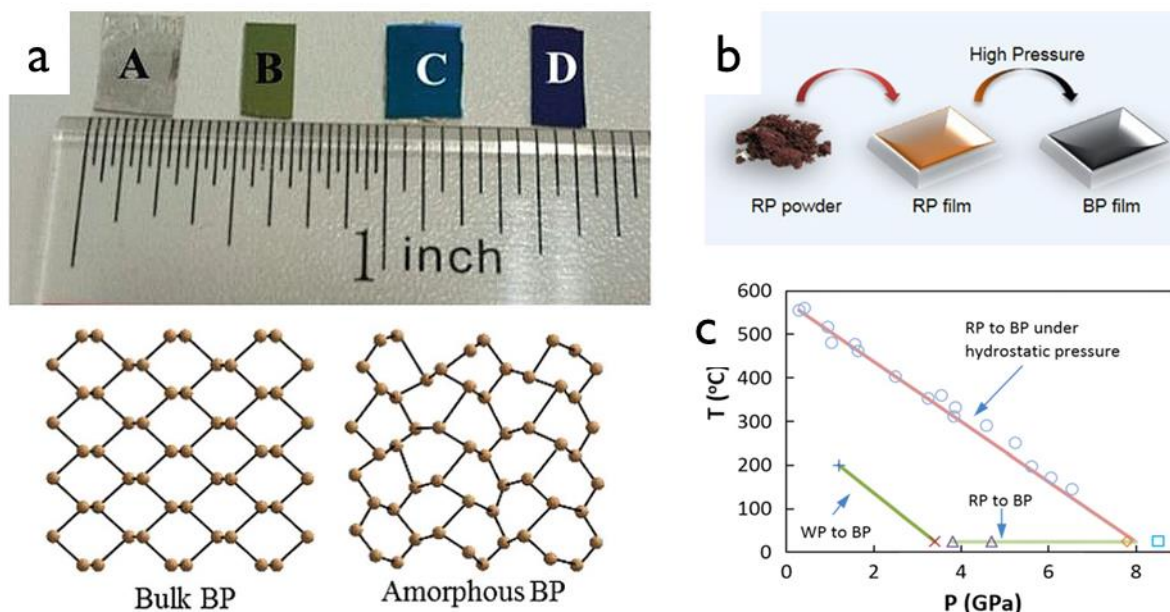 a
A
B
C
D
1 inch
Bulk BP
Amorphous BP
b
High Pressure
RP powder
RP film
BP film
c
600
500
400
300
200
100
0
T (°C)
RP to BP under
hydrostatic pressure
WP to BP
RP to BP
0
2
4
6
8
P (GPa)